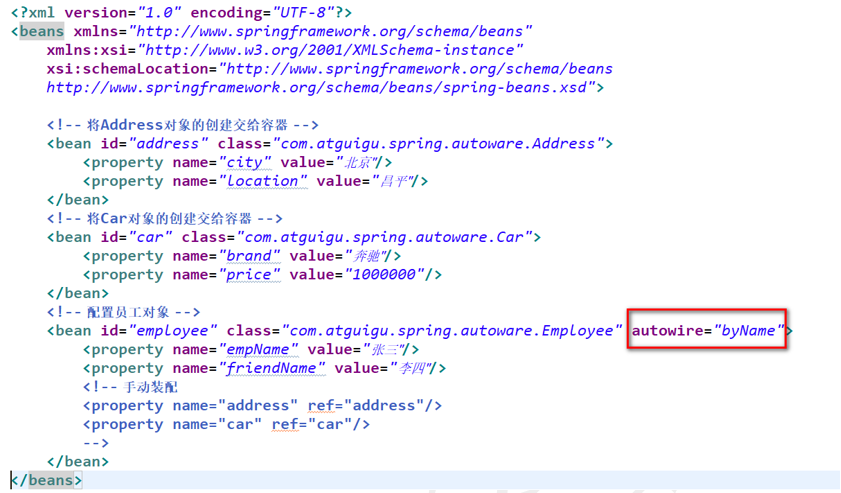 <?xml version="1.0" encoding="UTF-8"?>
<beans xmlns="http://www.springframework.org/schema/beans"
xmlns:xsi="http://www.w3.org/2001/XMLSchema-instance"
xsi:schemaLocation="http://www.springframework.org/schema/beans
http://www.springframework.org/schema/beans/spring-beans.xsd">
<!-- 将Address对象的创建交给容器 -->
<bean id="address" class="com.atguigu.spring.autoware.Address">
<property name="city" value="北京"/>
<property name="location" value="昌平"/>
</bean>
<!-- 将Car对象的创建交给容器 -->
<bean id="car" class="com.atguigu.spring.autoware.Car">
<property name="brand" value="奔驰"/>
<property name="price" value="1000000"/>
</bean>
<!-- 配置员工对象 -->
<bean id="employee" class="com.atguigu.spring.autoware.Employee" autowire="byName">
<property name="empName" value="张三"/>
<property name="friendName" value="李四"/>
<!-- 手动装配
<property name="address" ref="address"/>
<property name="car" ref="car"/>
-->
</bean>
</beans>